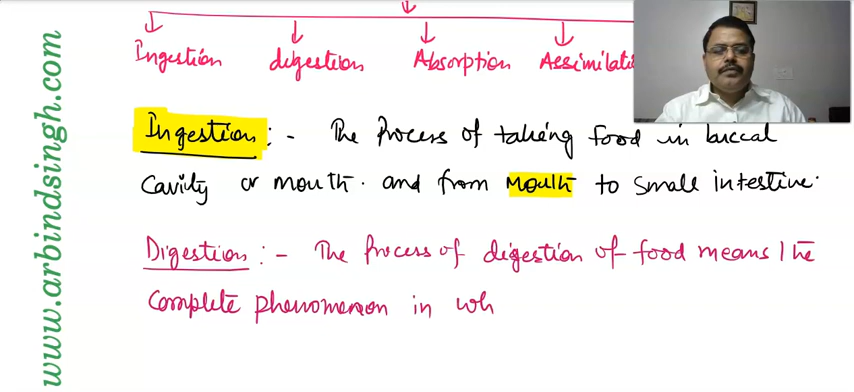 Ingestion digestion Absorption Assimilati
Ingestion :- The Process of taking food in buccal
Cavity or mouth. and from Mouth to small intestive.
Digestion :- The Process of digestion of food means the
Complete phenomenon in wh
www.arbindsingh.com